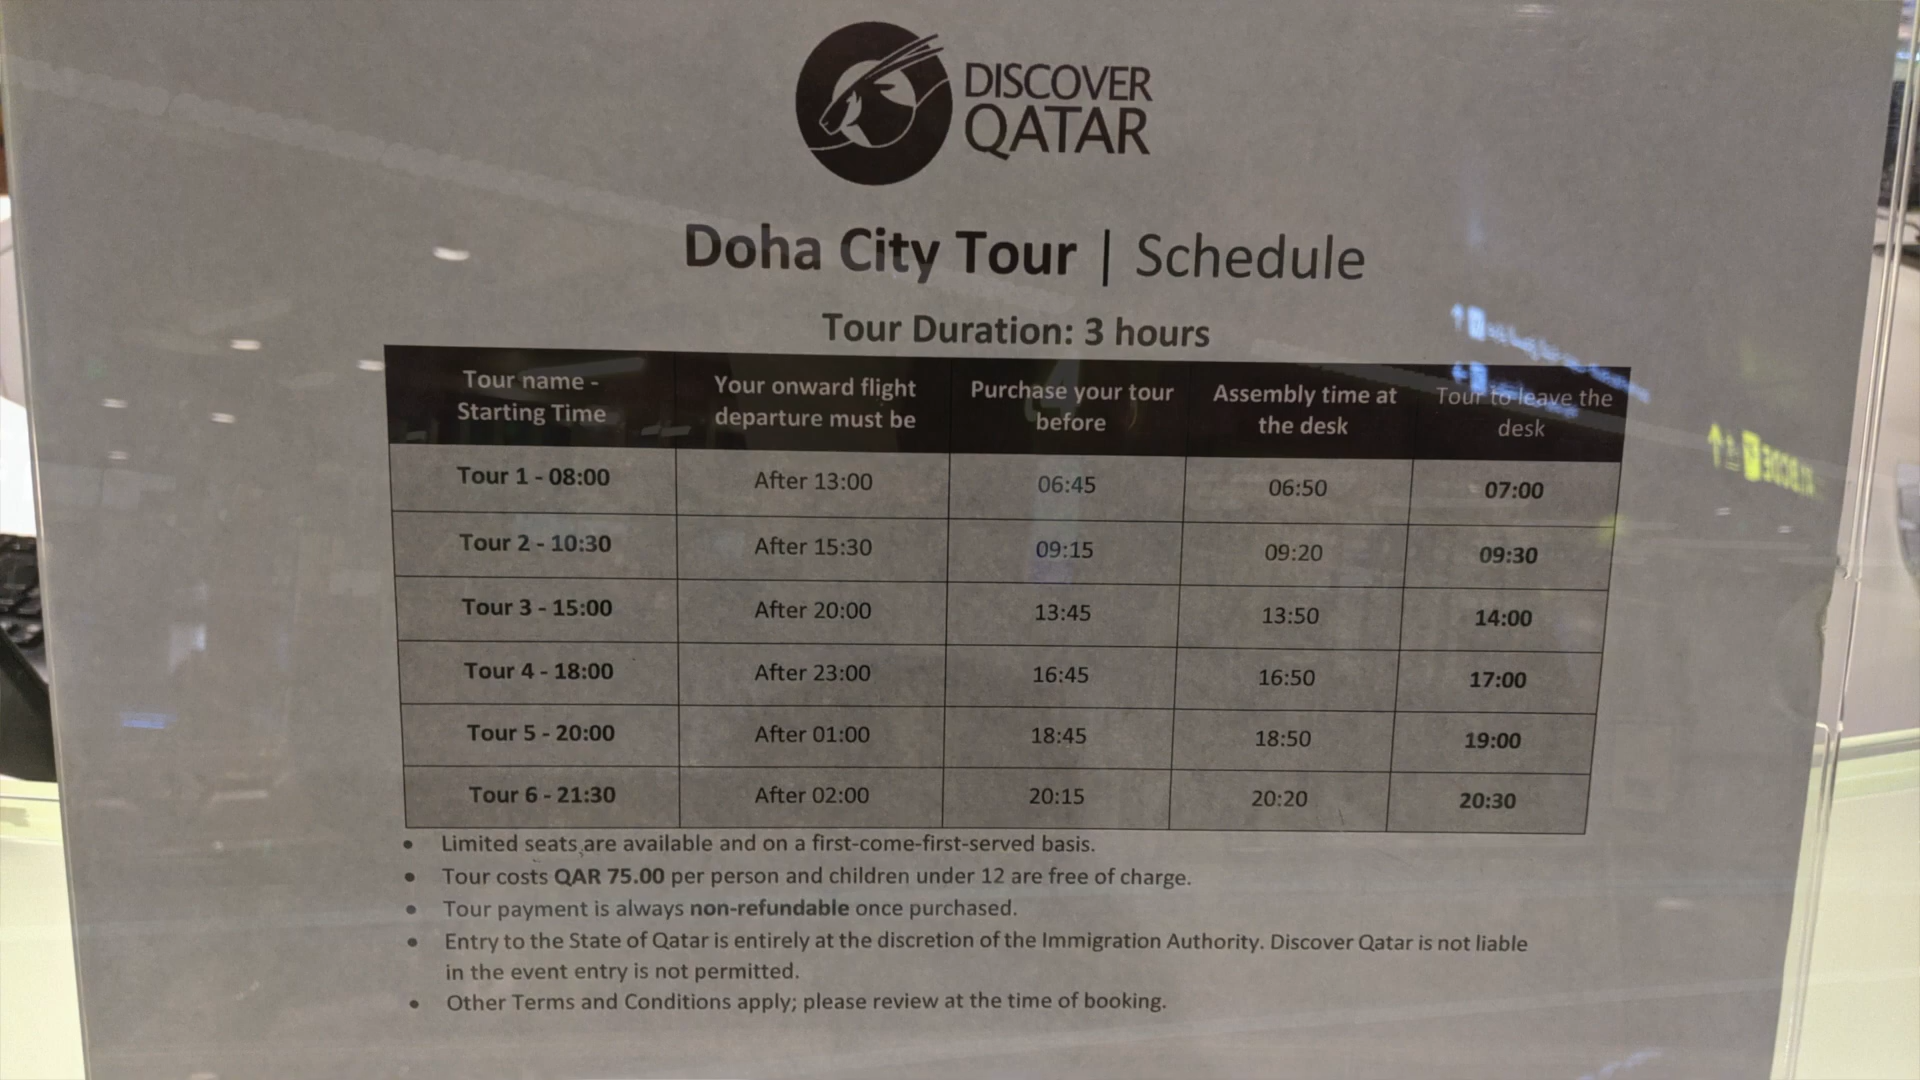 DISCOVER
QATAR
Doha City Tour | Schedule
Tour Duration: 3 hours
Tour name - Starting Time Your onward flight departure must be Purchase your tour before Assembly time at the desk Tour to leave the desk
Tour 1 - 08:00 After 13:00 06:45 06:50 07:00
Tour 2 - 10:30 After 15:30 09:15 09:20 09:30
Tour 3 - 15:00 After 20:00 13:45 13:50 14:00
Tour 4 - 18:00 After 23:00 16:45 16:50 17:00
Tour 5 - 20:00 After 01:00 18:45 18:50 19:00
Tour 6 - 21:30 After 02:00 20:15 20:20 20:30
• Limited seats are available and on a first-come-first-served basis.
• Tour costs QAR 75.00 per person and children under 12 are free of charge.
• Tour payment is always non-refundable once purchased.
• Entry to the State of Qatar is entirely at the discretion of the Immigration Authority. Discover Qatar is not liable
in the event entry is not permitted.
• Other Terms and Conditions apply; please review at the time of booking.